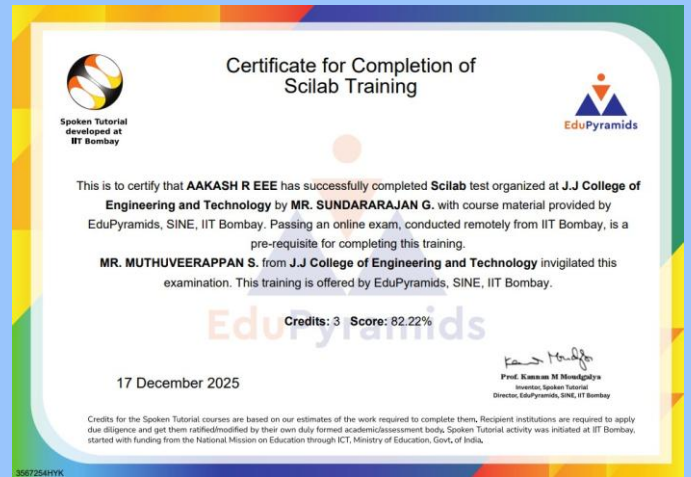 Certificate for Completion of
Scilab Training
Spoken Tutorial
developed at
IIT Bombay
EduPyramids
This is to certify that AAKASH R EEE has successfully completed Scilab test organized at J.J College of
Engineering and Technology by MR. SUNDARARAJAN G. with course material provided by
EduPyramids, SINE, IIT Bombay. Passing an online exam, conducted remotely from IIT Bombay, is a
pre-requisite for completing this training.
MR. MUTHUVEERAPPAN S. from J.J College of Engineering and Technology invigilated this
examination. This training is offered by EduPyramids, SINE, IIT Bombay.
EduPyramids
Credits: 3 Score: 82.22%
17 December 2025
Prof. Kannan M Moudgalya
Inventor, Spoken Tutorial
Director, EduPyramids, SINE, IIT Bombay
Credits for the Spoken Tutorial courses are based on our estimates of the work required to complete them. Recipient institutions are required to apply
due diligence and get them ratified/modified by their own duly formed academic/assessment body. Spoken Tutorial activity was initiated at IIT Bombay,
started with funding from the National Mission on Education through ICT, Ministry of Education, Govt. of India.
3567254HYK